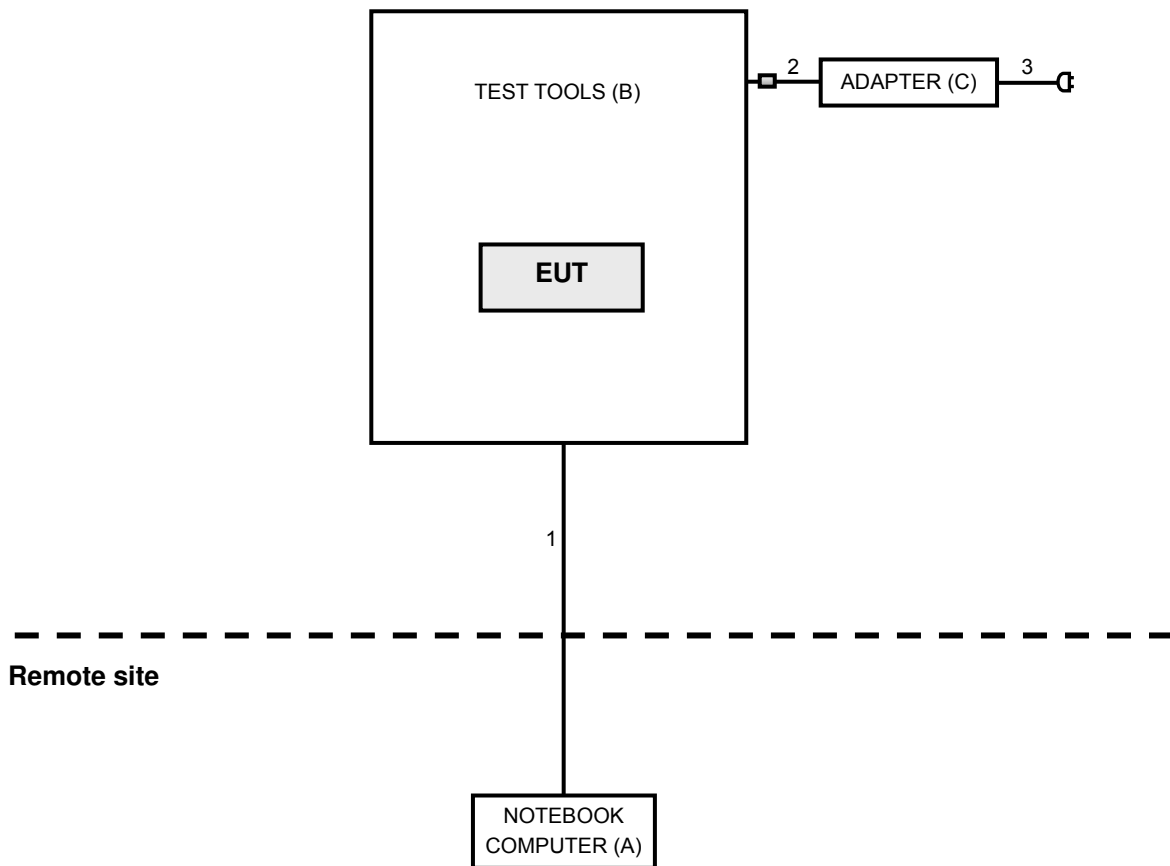 TEST TOOLS (B)
2
ADAPTER (C)
3
EUT
1
Remote site
NOTEBOOK
COMPUTER (A)